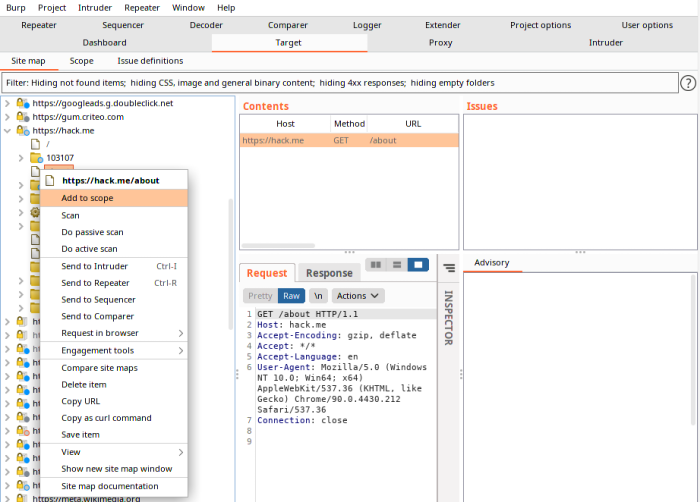 Burp Project Intruder Repeater Window Help
Repeater Sequencer Decoder Comparer Logger Extender Project options User options
Dashboard Target Proxy Intruder
Site map Scope Issue definitions
Filter: Hiding not found items; hiding CSS, image and general binary content; hiding 4xx responses; hiding empty folders
?
https://googleads.g.doubleclick.net
https://gum.criteo.com
https://hack.me
/
103107
https://hack.me/about
Add to scope
Scan
Do passive scan
Do active scan
Send to Intruder Ctrl-I
Send to Repeater Ctrl-R
Send to Sequencer
Send to Comparer
Request in browser
Engagement tools
Compare site maps
Delete item
Copy URL
Copy as curl command
Save item
View
Show new site map window
Site map documentation
https://meta.wikimedia.org
Contents
Host Method URL
https://hack.me GET /about
Request Response
Pretty Raw \n Actions
1 GET /about HTTP/1.1
2 Host: hack.me
3 Accept-Encoding: gzip, deflate
4 Accept: */*
5 Accept-Language: en
6 User-Agent: Mozilla/5.0 (Windows
NT 10.0; Win64; x64)
AppleWebKit/537.36 (KHTML, like
Gecko) Chrome/90.0.4430.212
Safari/537.36
7 Connection: close
8
9
INSPECTOR
Issues
Advisory